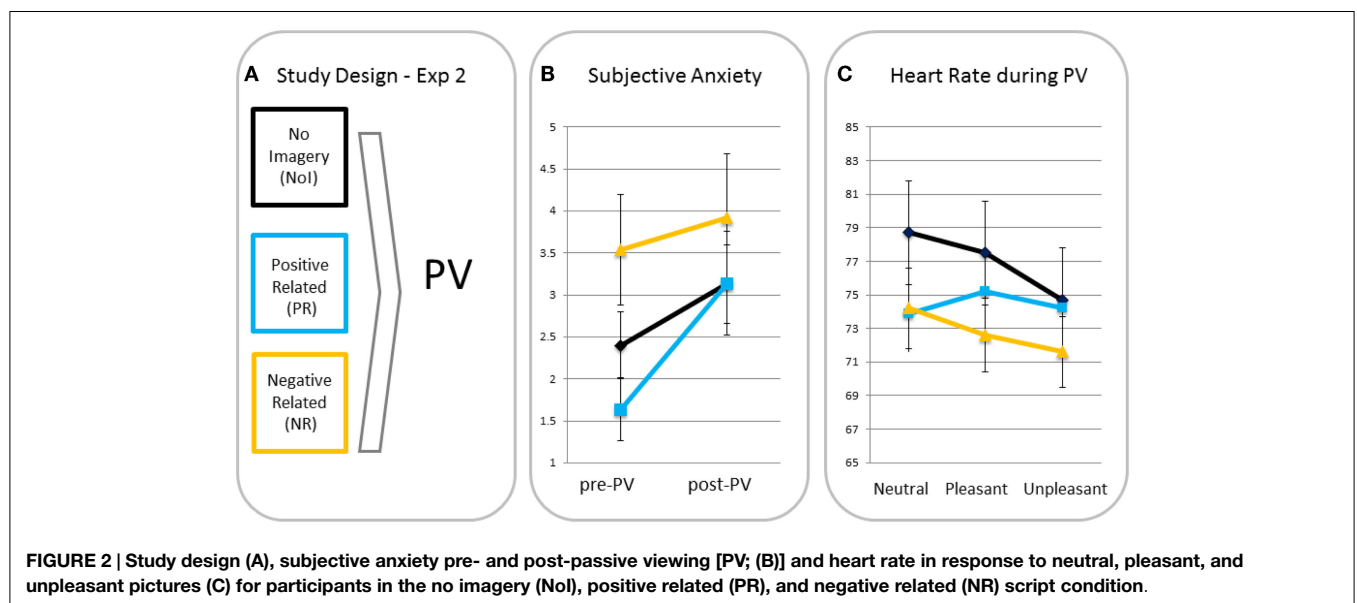 A Study Design - Exp 2
No
Imagery
(NoI)
Positive
Related
(PR)
Negative
Related
(NR)
PV
B Subjective Anxiety
5
4.5
4
3.5
3
2.5
2
1.5
1
pre-PV post-PV
C Heart Rate during PV
85
83
81
79
77
75
73
71
69
67
65
Neutral Pleasant Unpleasant
FIGURE 2 | Study design (A), subjective anxiety pre- and post-passive viewing [PV; (B)] and heart rate in response to neutral, pleasant, and
unpleasant pictures (C) for participants in the no imagery (NoI), positive related (PR), and negative related (NR) script condition.